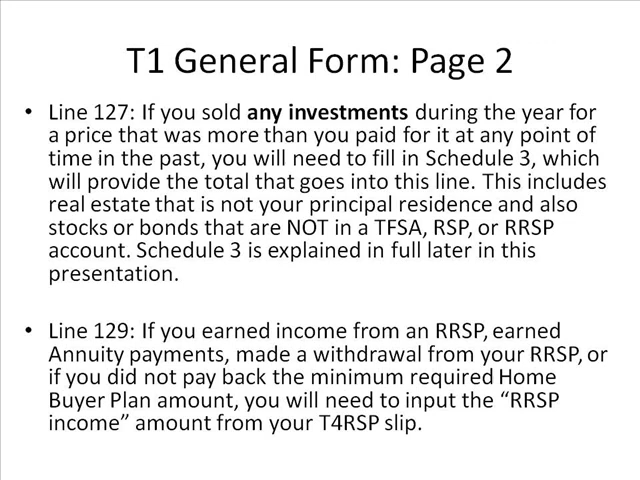 T1 General Form: Page 2
• Line 127: If you sold any investments during the year for
a price that was more than you paid for it at any point of
time in the past, you will need to fill in Schedule 3, which
will provide the total that goes into this line. This includes
real estate that is not your principal residence and also
stocks or bonds that are NOT in a TFSA, RSP, or RRSP
account. Schedule 3 is explained in full later in this
presentation.
• Line 129: If you earned income from an RRSP, earned
Annuity payments, made a withdrawal from your RRSP, or
if you did not pay back the minimum required Home
Buyer Plan amount, you will need to input the “RRSP
income” amount from your T4RSP slip.